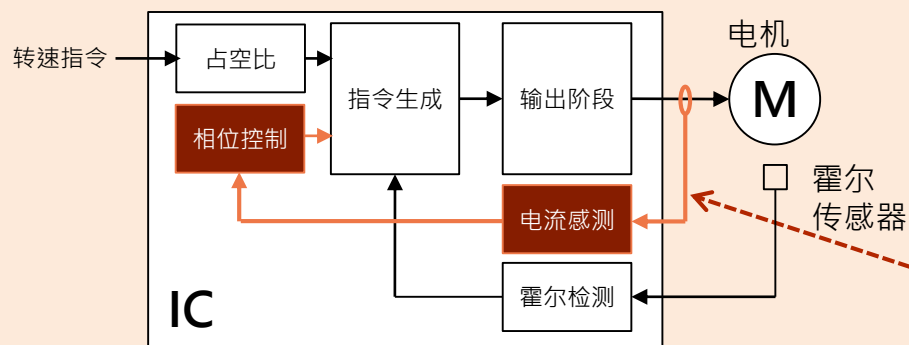 转速指令
占空比
相位控制
指令生成
输出阶段
电机
M
霍尔
传感器
电流感测
霍尔检测
IC